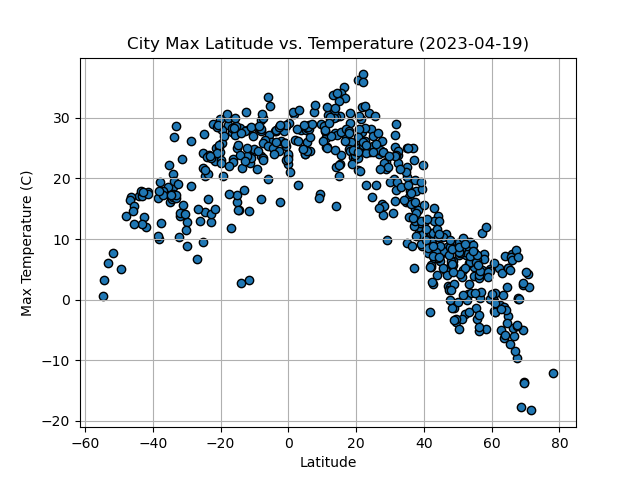 City Max Latitude vs. Temperature (2023-04-19)
Max Temperature (C)
30
20
10
0
−10
−20
−60 −40 −20 0 20 40 60 80
Latitude